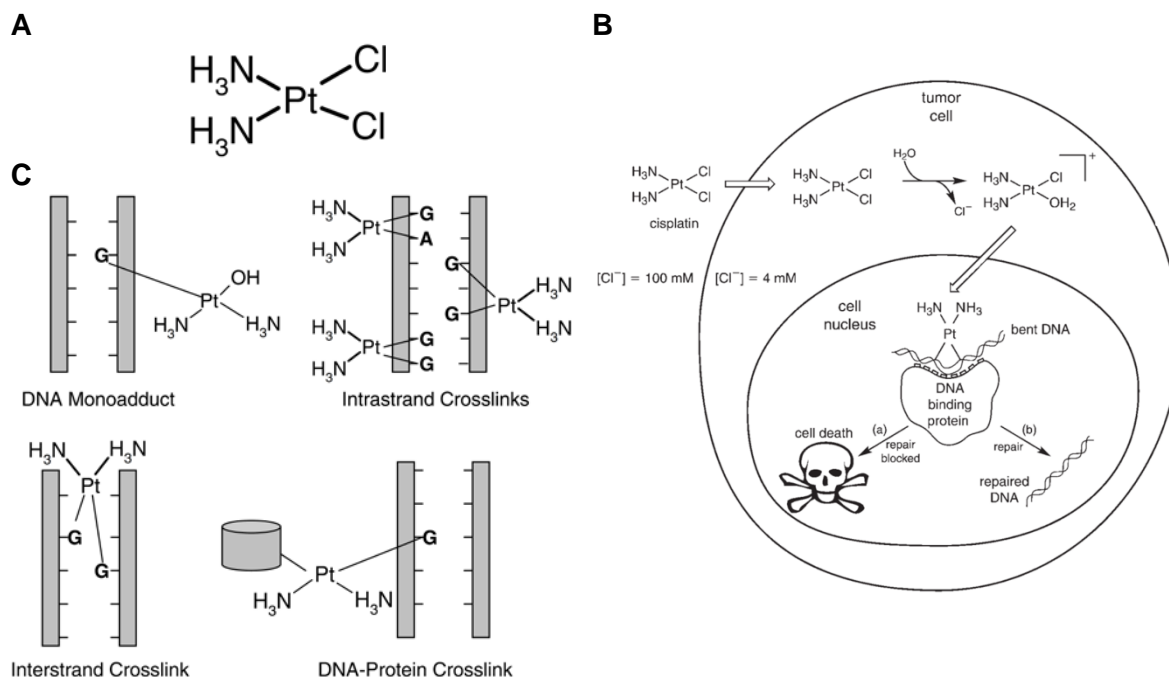 A
H₃N
Cl
Pt
H₃N
Cl
B
tumor
cell
H₃N
Cl
Pt
H₃N
Cl
cisplatin
H₃N
Cl
Pt
H₃N
Cl
H₂O
Cl⁻
+
H₃N
Cl
Pt
H₃N
OH₂
[Cl⁻] = 100 mM
[Cl⁻] = 4 mM
cell
nucleus
H₃N
NH₃
Pt
bent DNA
DNA
binding
protein
cell death
(a)
repair
blocked
(b)
repair
repaired
DNA
C
G
OH
Pt
H₃N
H₃N
DNA Monoadduct
H₃N
Pt
H₃N
G
A
G
G
Pt
H₃N
H₃N
H₃N
Pt
H₃N
G
G
Intrastrand Crosslinks
H₃N
H₃N
Pt
G
G
Interstrand Crosslink
G
Pt
H₃N
H₃N
DNA-Protein Crosslink